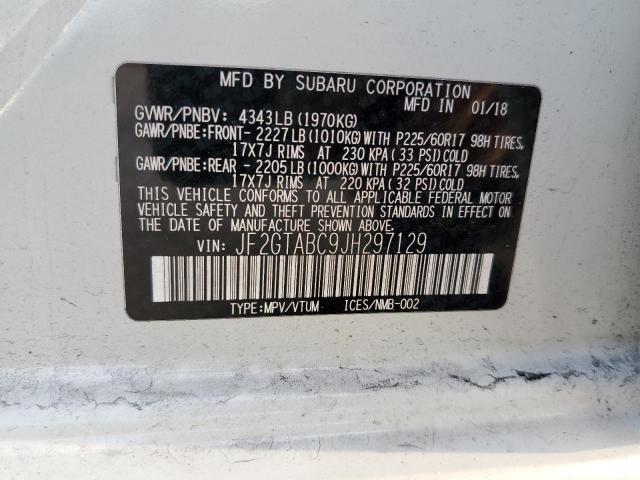 MFD BY SUBARU CORPORATION
MFD IN 01/18
GVWR/PNBV: 4343LB(1970KG)
GAWR/PNBE:FRONT-2227LB(1010KG)WITH P225/60R17 98H TIRES,
17X7J RIMS AT 230 KPA(33 PSI)COLD
GAWR/PNBE:REAR -2205LB(1000KG)WITH P225/60R17 98H TIRES,
17X7J RIMS AT 220 KPA(32 PSI)COLD
THIS VEHICLE CONFORMS TO ALL APPLICABLE FEDERAL MOTOR
VEHICLE SAFETY AND THEFT PREVENTION STANDARDS IN EFFECT ON
THE DATE OF MANUFACTURE SHOWN ABOVE.
VIN: JF2GTABC9JH297129
TYPE:MPV/VTUM ICES/NMB-002